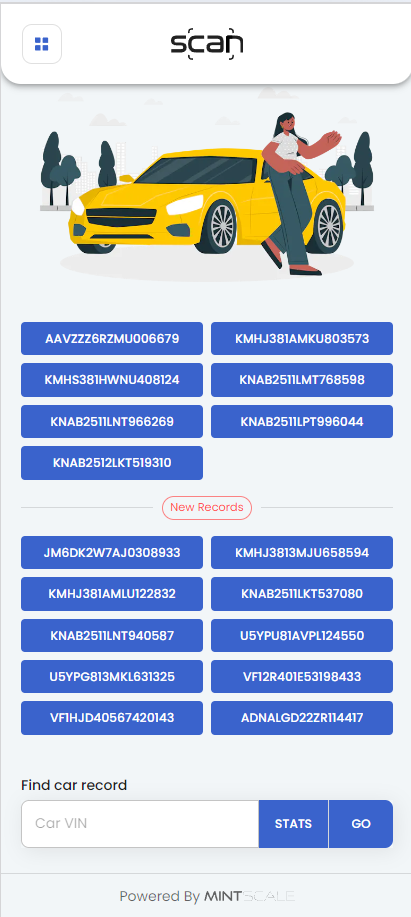 scan
AAVZZZ6RZMU006679
KMHJ381AMKU803573
KMHS381HWNU408124
KNAB2511LMT768598
KNAB2511LNT966269
KNAB2511LPT996044
KNAB2512LKT519310
New Records
JM6DK2W7AJ0308933
KMHJ3813MJU658594
KMHJ381AMLU122832
KNAB2511LKT537080
KNAB2511LNT940587
U5YPU81AVPL124550
U5YPG813MKL631325
VF12R401E53198433
VF1HJD40567420143
ADNALGD22ZR114417
Find car record
Car VIN
STATS
GO
Powered By MINTSCALE